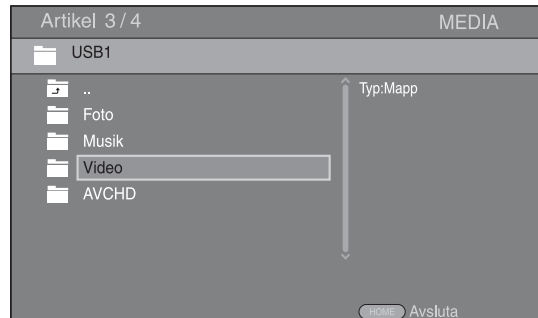 Artikel 3 / 4 MEDIA
USB1
..
Typ:Mapp
Foto
Musik
Video
AVCHD
HOME Avsluta